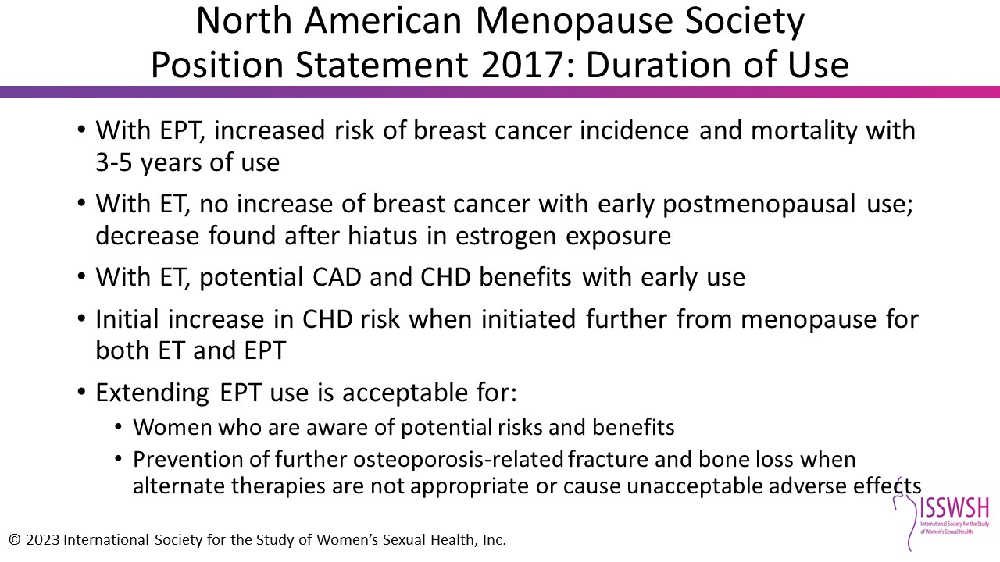 North American Menopause Society
Position Statement 2017: Duration of Use
• With EPT, increased risk of breast cancer incidence and mortality with
3-5 years of use
• With ET, no increase of breast cancer with early postmenopausal use;
decrease found after hiatus in estrogen exposure
• With ET, potential CAD and CHD benefits with early use
• Initial increase in CHD risk when initiated further from menopause for
both ET and EPT
• Extending EPT use is acceptable for:
• Women who are aware of potential risks and benefits
• Prevention of further osteoporosis-related fracture and bone loss when
alternate therapies are not appropriate or cause unacceptable adverse effects
ISSWSH
International Society for the Study
of Women's Sexual Health
© 2023 International Society for the Study of Women’s Sexual Health, Inc.